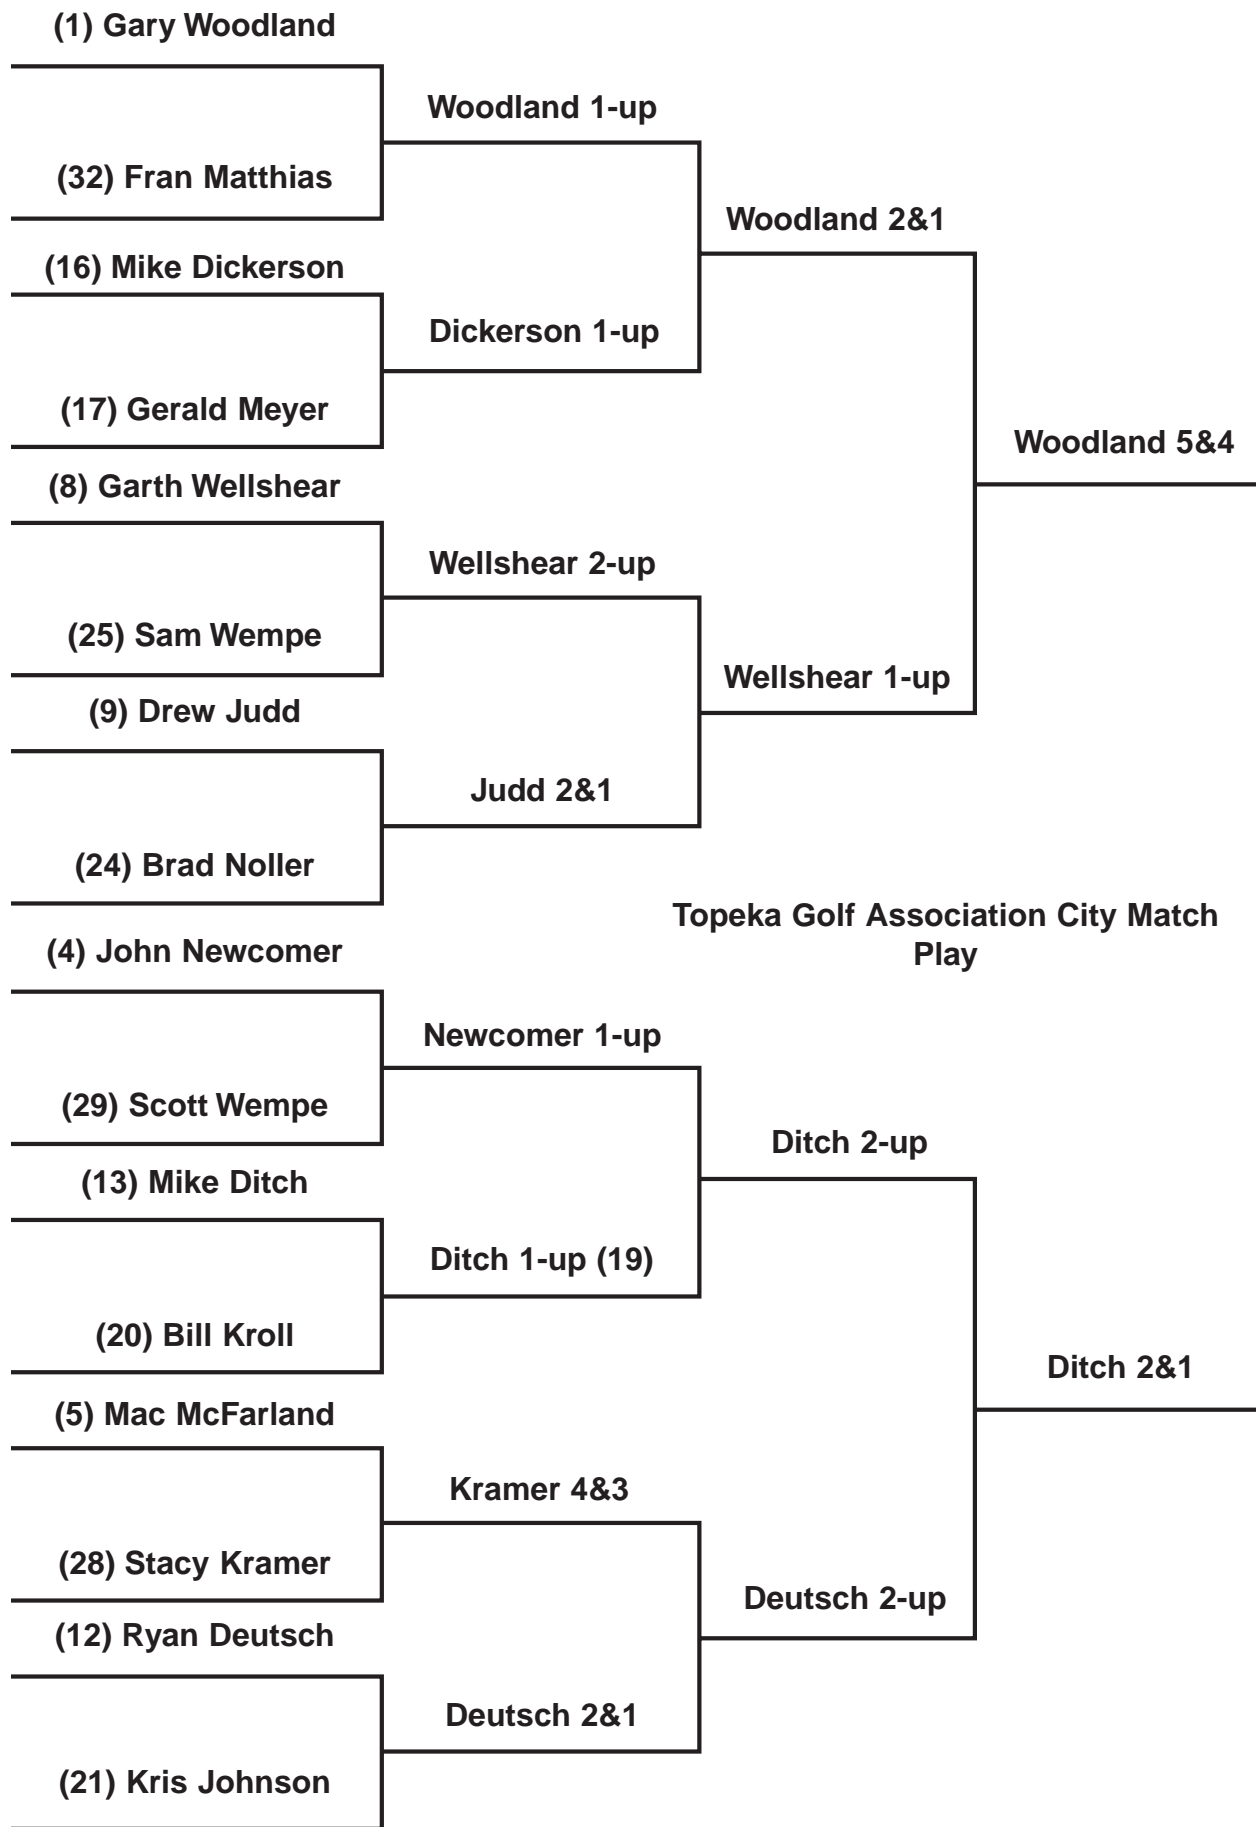 (1) Gary Woodland
Woodland 1-up
(32) Fran Matthias
Woodland 2&1
(16) Mike Dickerson
Dickerson 1-up
(17) Gerald Meyer
Woodland 5&4
(8) Garth Wellshear
Wellshear 2-up
(25) Sam Wempe
Wellshear 1-up
(9) Drew Judd
Judd 2&1
(24) Brad Noller
Topeka Golf Association City Match
Play
(4) John Newcomer
Newcomer 1-up
(29) Scott Wempe
Ditch 2-up
(13) Mike Ditch
Ditch 1-up (19)
(20) Bill Kroll
Ditch 2&1
(5) Mac McFarland
Kramer 4&3
(28) Stacy Kramer
Deutsch 2-up
(12) Ryan Deutsch
Deutsch 2&1
(21) Kris Johnson